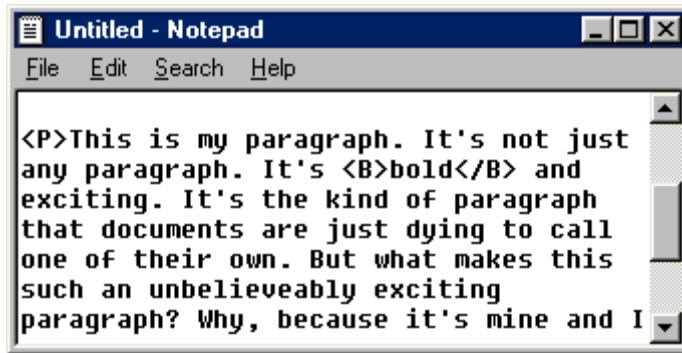 Untitled - Notepad
File Edit Search Help
<P>This is my paragraph. It's not just
any paragraph. It's <B>bold</B> and
exciting. It's the kind of paragraph
that documents are just dying to call
one of their own. But what makes this
such an unbelieveably exciting
paragraph? Why, because it's mine and I